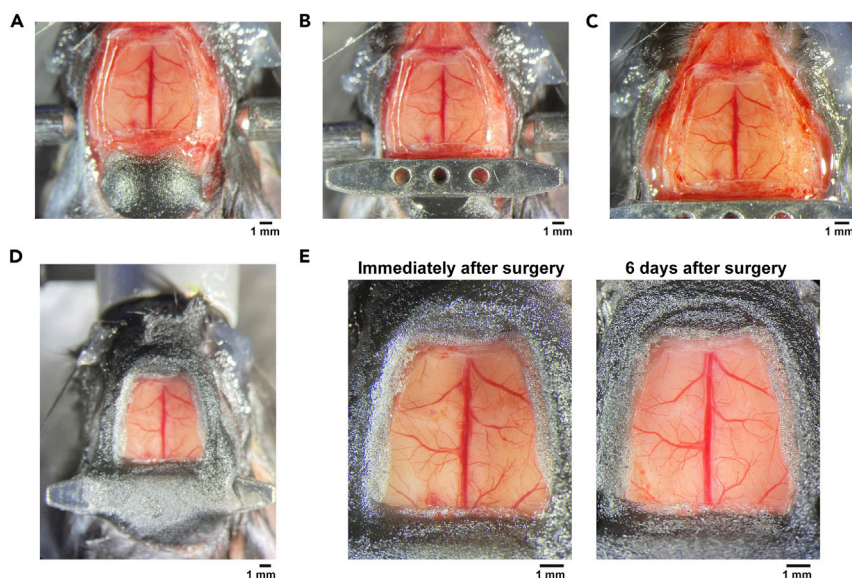 A
B
C
1 mm
1 mm
1 mm
D
E
Immediately after surgery
6 days after surgery
1 mm
1 mm
1 mm